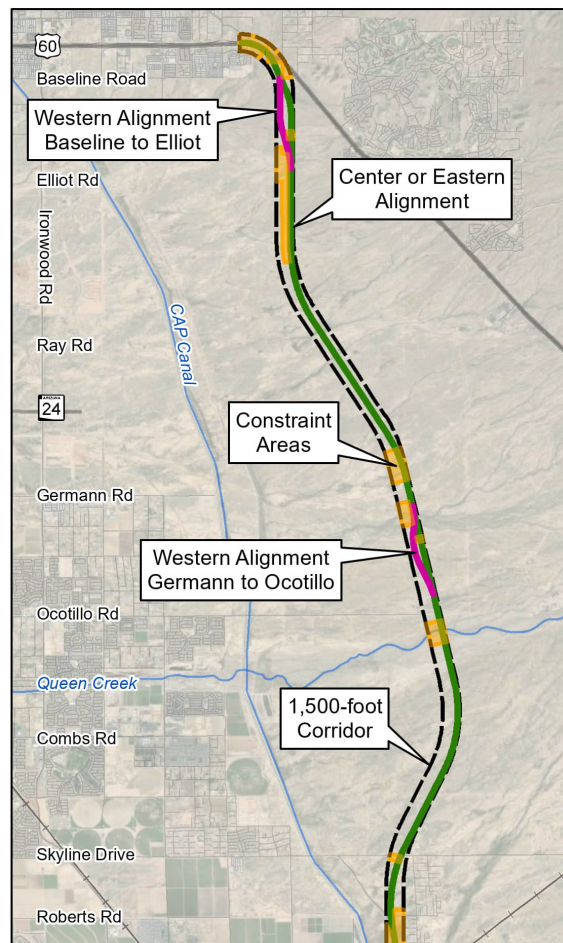 60
Baseline Road
Western Alignment
Baseline to Elliot
Elliot Rd
Center or Eastern
Alignment
Ironwood Rd
CAP Canal
Ray Rd
ARIZONA
24
Constraint
Areas
Germann Rd
Western Alignment
Germann to Ocotillo
Ocotillo Rd
Queen Creek
1,500-foot
Corridor
Combs Rd
Skyline Drive
Roberts Rd